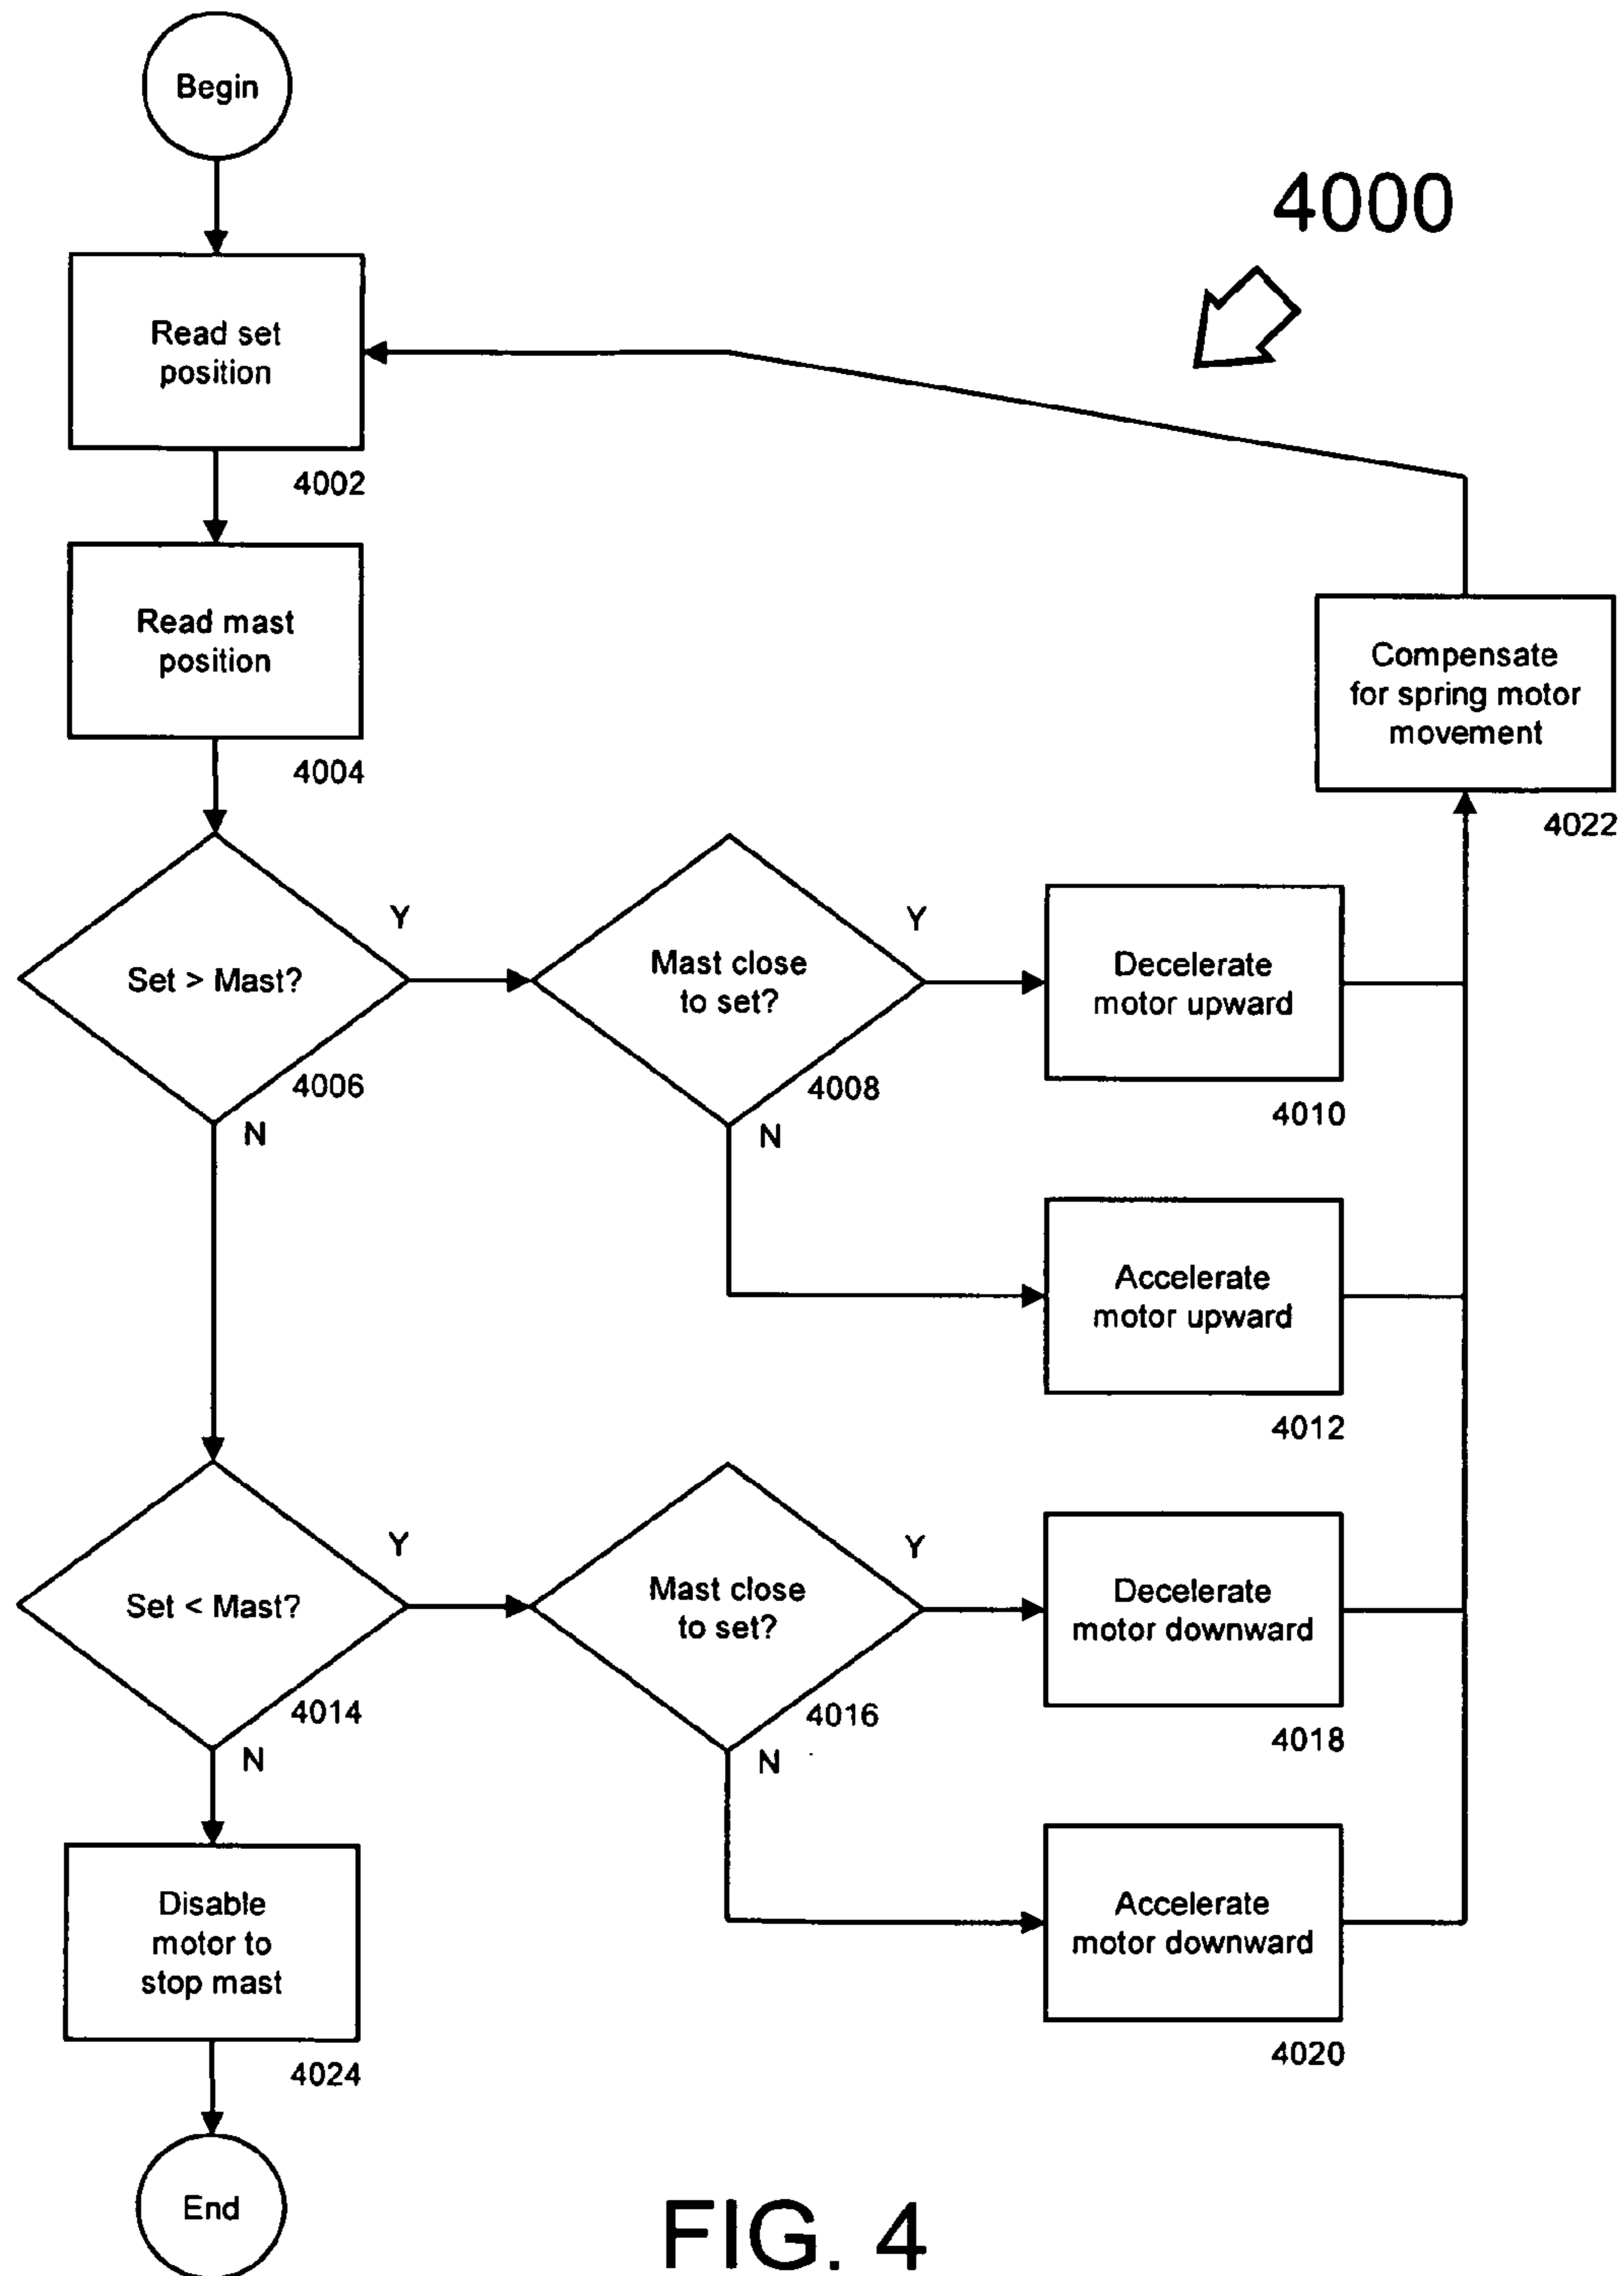 Begin
4000
Read set
position
4002
Read mast
position
4004
Compensate
for spring motor
movement
4022
Set > Mast?
Y
4006
N
Mast close
to set?
Y
4008
N
Decelerate
motor upward
4010
Accelerate
motor upward
4012
Set < Mast?
Y
4014
N
Mast close
to set?
Y
4016
N
Decelerate
motor downward
4018
Accelerate
motor downward
4020
Disable
motor to
stop mast
4024
End
FIG. 4